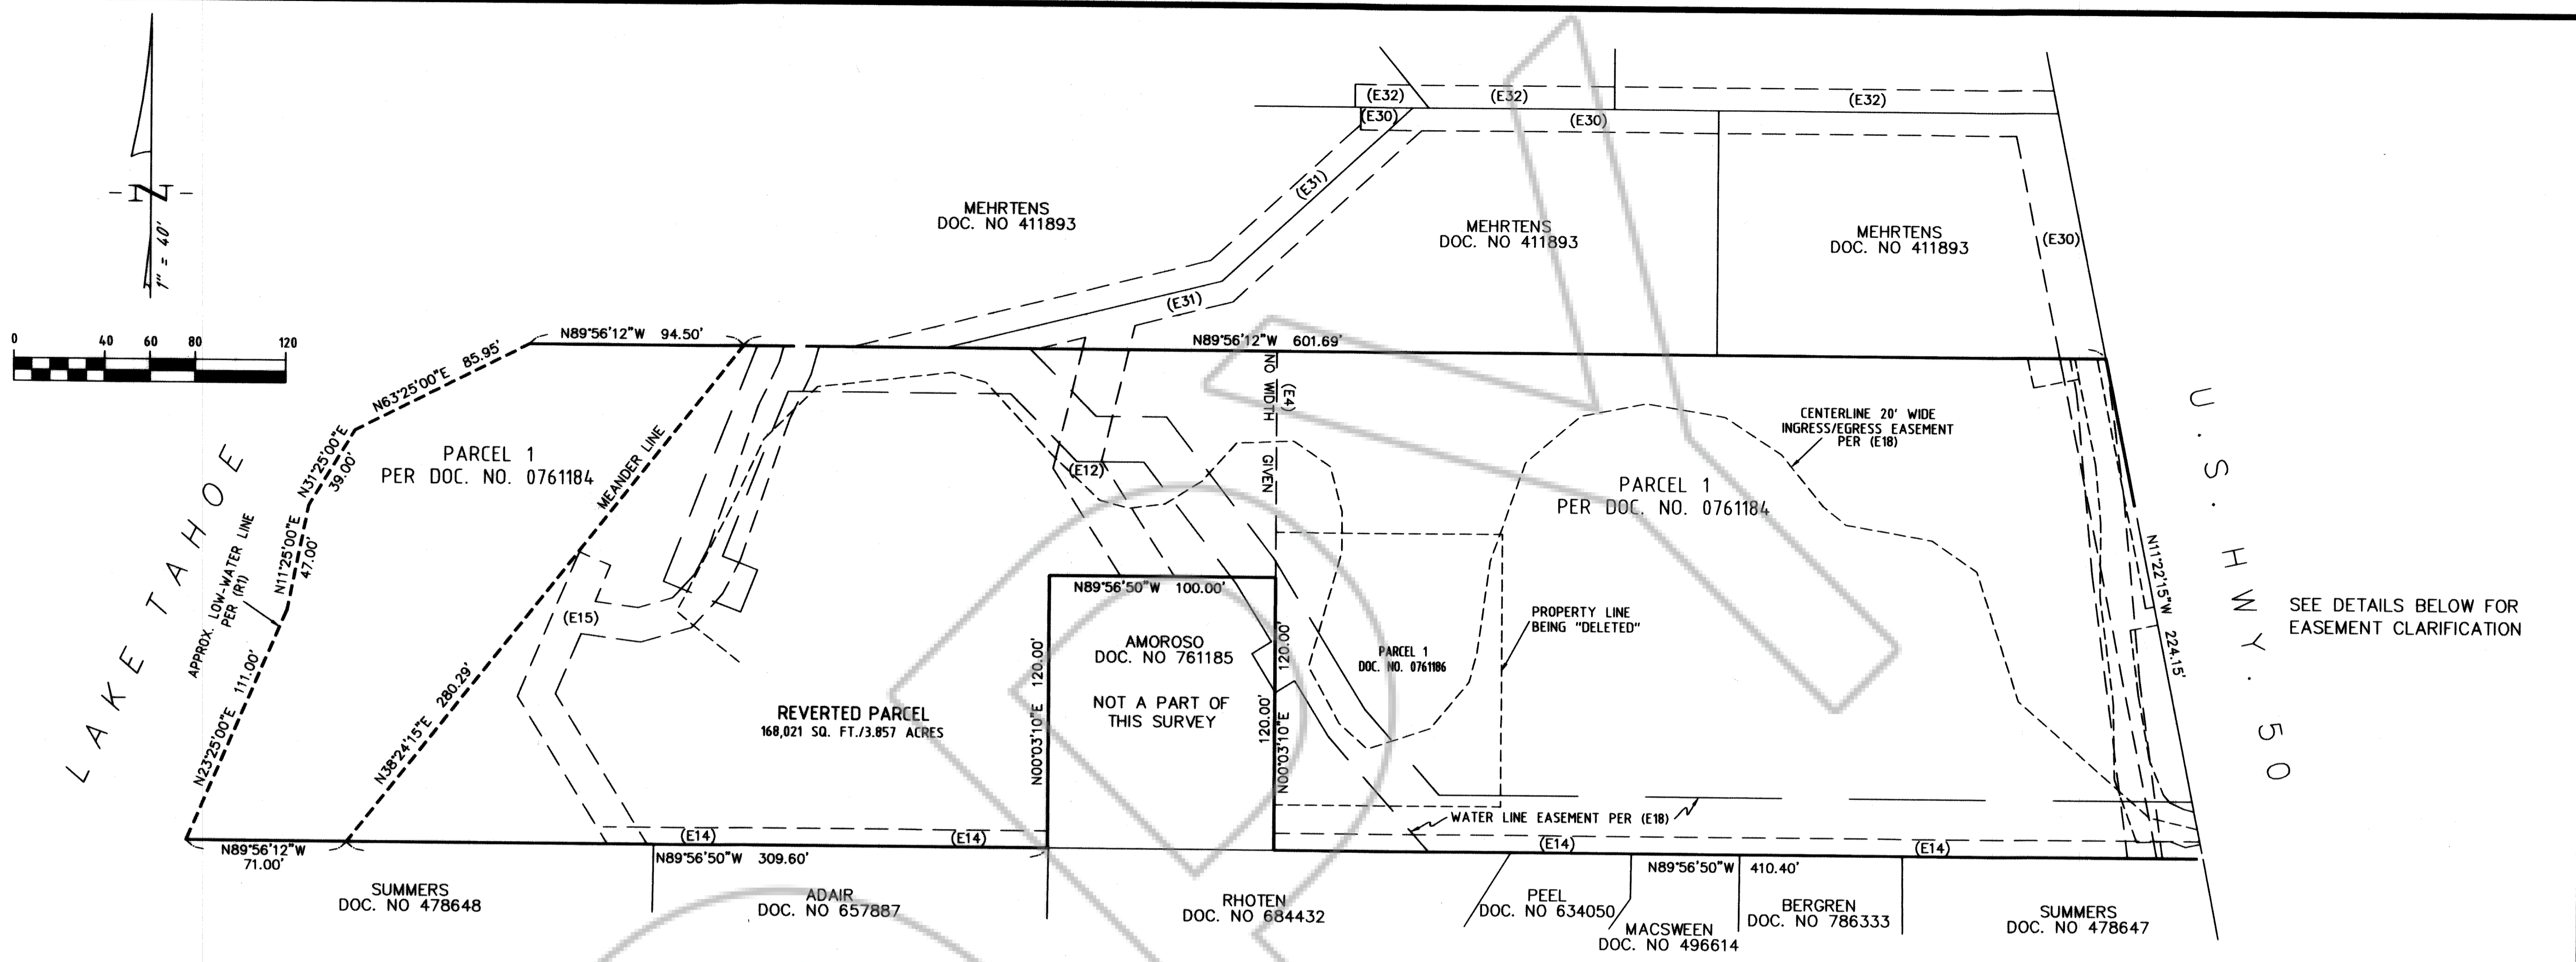 (E32)
(E32)
(E32)
(E30)
(E30)
N
1" = 40'
(E31)
MEHRTENS
DOC. NO 411893
MEHRTENS
DOC. NO 411893
MEHRTENS
DOC. NO 411893
(E30)
(E31)
0 40 60 80 120
N89°56'12"W 94.50'
N89°56'12"W 601.69'
N63°25'00"E 85.95'
NO WIDTH GIVEN
(E4)
CENTERLINE 20' WIDE
INGRESS/EGRESS EASEMENT
PER (E18)
U.S. HWY. 50
LAKE TAHOE
N31°25'00"E
39.00'
PARCEL 1
PER DOC. NO. 0761184
MEANDER LINE
(E12)
PARCEL 1
PER DOC. NO. 0761184
APPROX. LOW-WATER LINE
PER (R1)
N11°25'00"E
47.00'
N11°22'15"W 224.15'
N89°56'50"W 100.00'
SEE DETAILS BELOW FOR
EASEMENT CLARIFICATION
(E15)
PROPERTY LINE
BEING "DELETED"
AMOROSO
DOC. NO 761185
NOT A PART OF
THIS SURVEY
PARCEL 1
DOC. NO. 0761186
N23°25'00"E 111.00'
N38°24'15"E 280.29'
REVERTED PARCEL
168,021 SQ. FT./3.857 ACRES
N00°03'10"E 120.00'
120.00'
120.00'
N00°03'10"E
WATER LINE EASEMENT PER (E18)
(E14)
(E14)
(E14)
(E14)
N89°56'12"W
71.00'
N89°56'50"W 309.60'
N89°56'50"W 410.40'
SUMMERS
DOC. NO 478648
ADAIR
DOC. NO 657887
RHOTEN
DOC. NO 684432
PEEL
DOC. NO 634050
MACSWEEN
DOC. NO 496614
BERGREN
DOC. NO 786333
SUMMERS
DOC. NO 478647